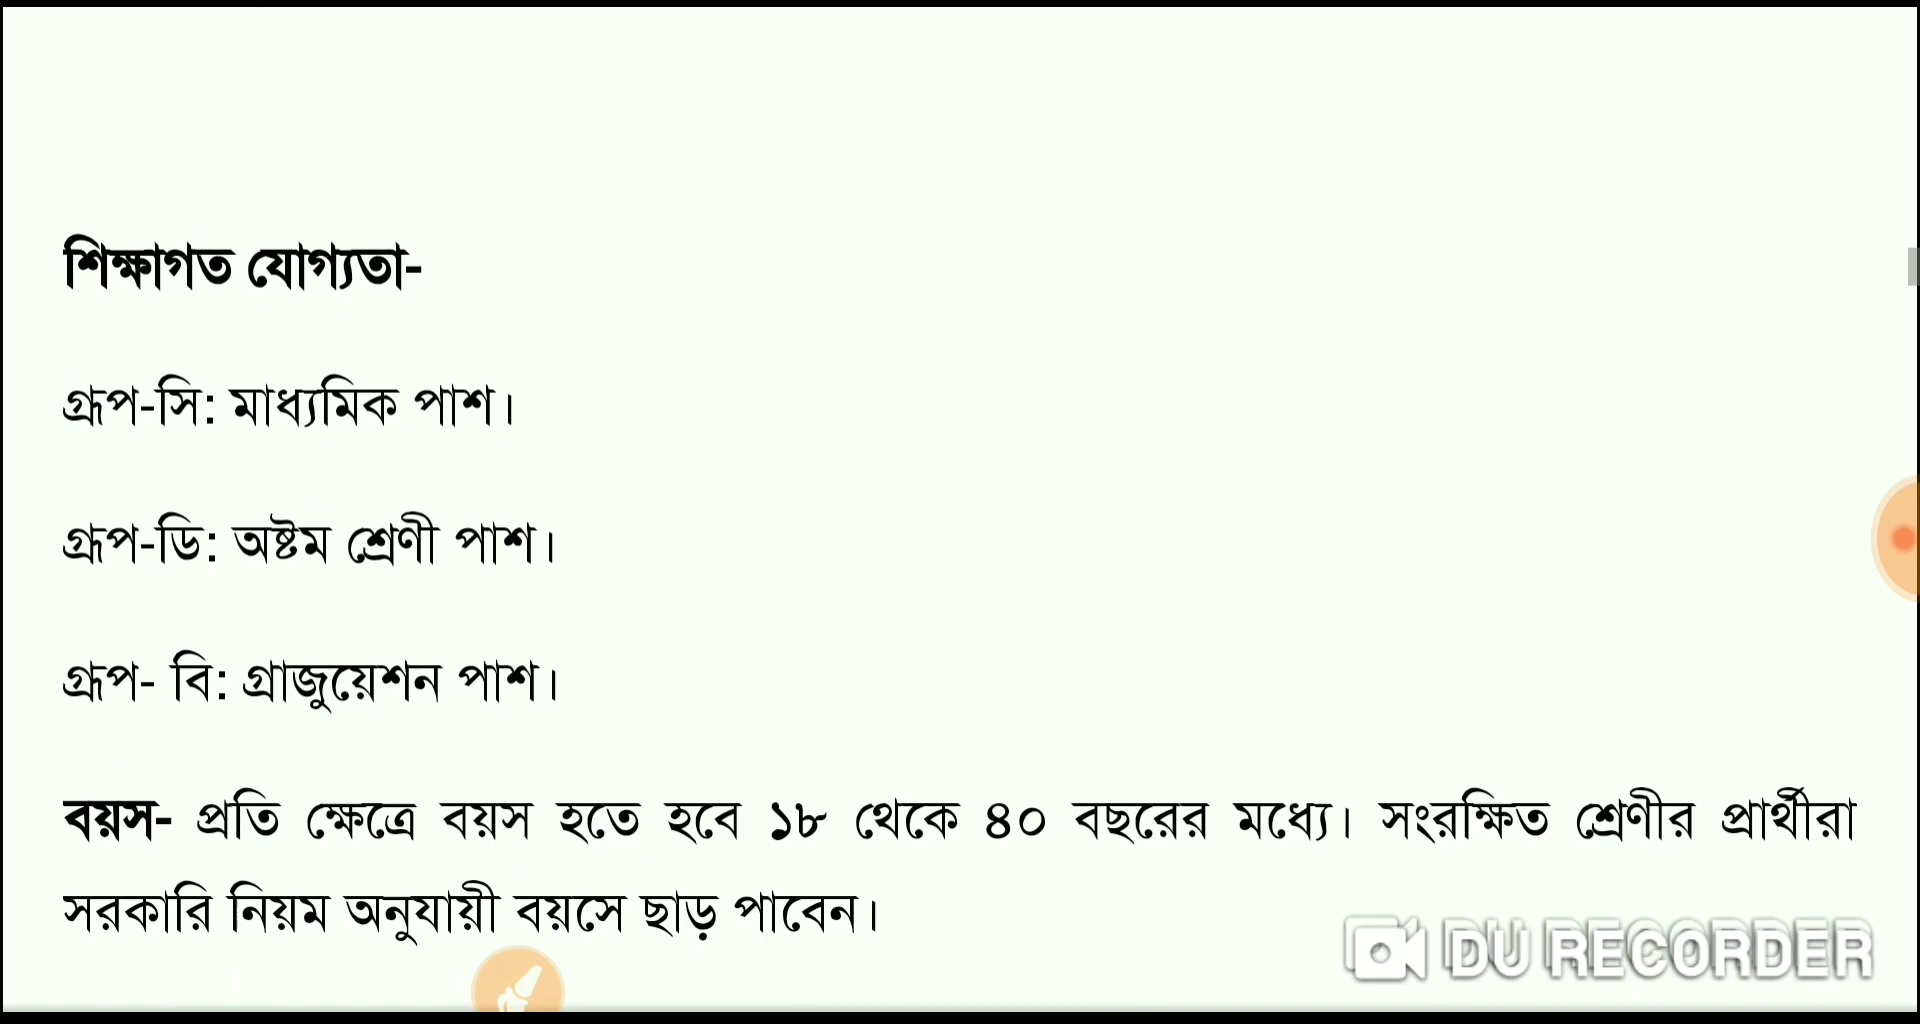 শিক্ষাগত যোগ্যতা-
গ্রূপ-সি: মাধ্যমিক পাশ।
গ্রূপ-ডি: অষ্টম শ্রেণী পাশ।
গ্রূপ- বি: গ্রাজুয়েশন পাশ।
বয়স- প্রতি ক্ষেত্রে বয়স হতে হবে ১৮ থেকে ৪০ বছরের মধ্যে। সংরক্ষিত শ্রেণীর প্রার্থীরা
সরকারি নিয়ম অনুযায়ী বয়সে ছাড় পাবেন।
DU RECORDER